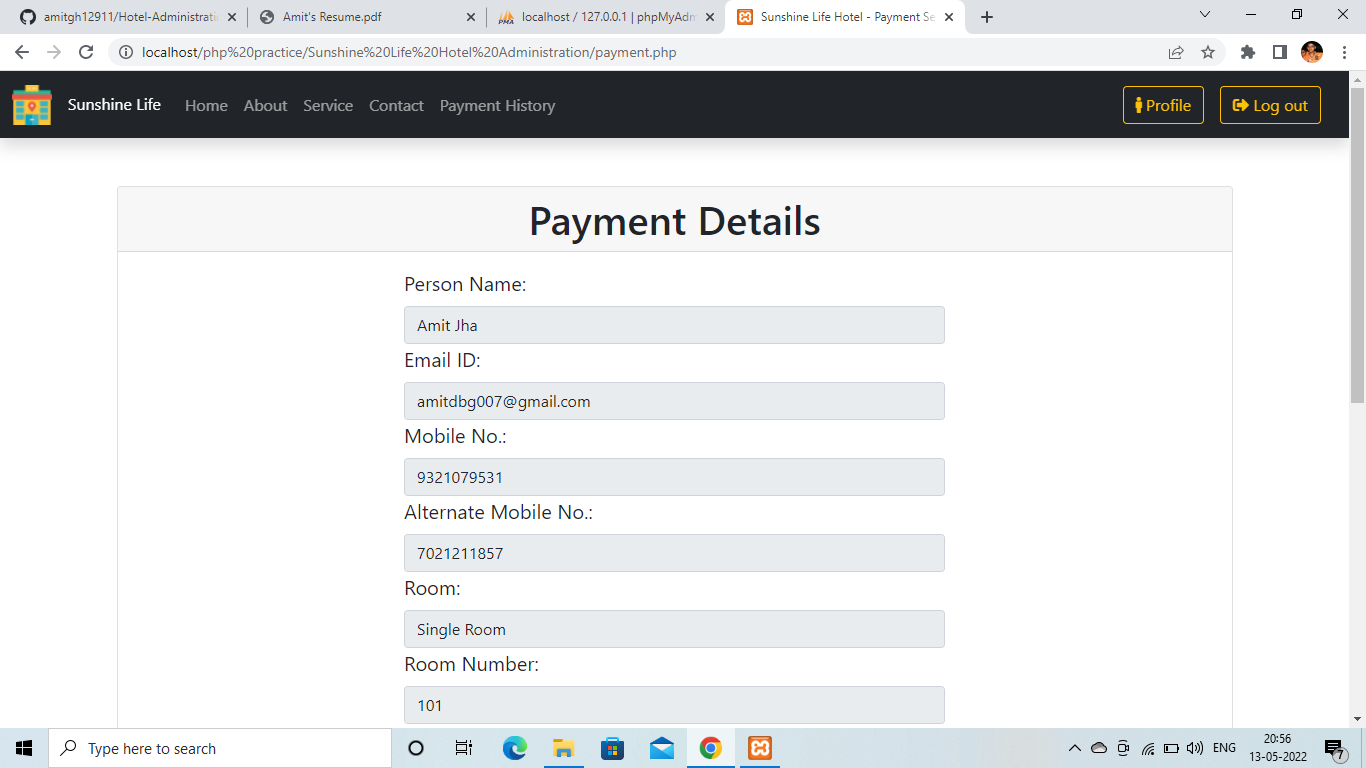 amitgh12911/Hotel-Administrati
Amit's Resume.pdf
localhost / 127.0.0.1 | phpMyAdm
Sunshine Life Hotel - Payment Se
localhost/php%20practice/Sunshine%20Life%20Hotel%20Administration/payment.php
Sunshine Life
Home
About
Service
Contact
Payment History
Profile
Log out
Payment Details
Person Name:
Amit Jha
Email ID:
amitdbg007@gmail.com
Mobile No.:
9321079531
Alternate Mobile No.:
7021211857
Room:
Single Room
Room Number:
101
Type here to search
ENG
20:56
13-05-2022
7